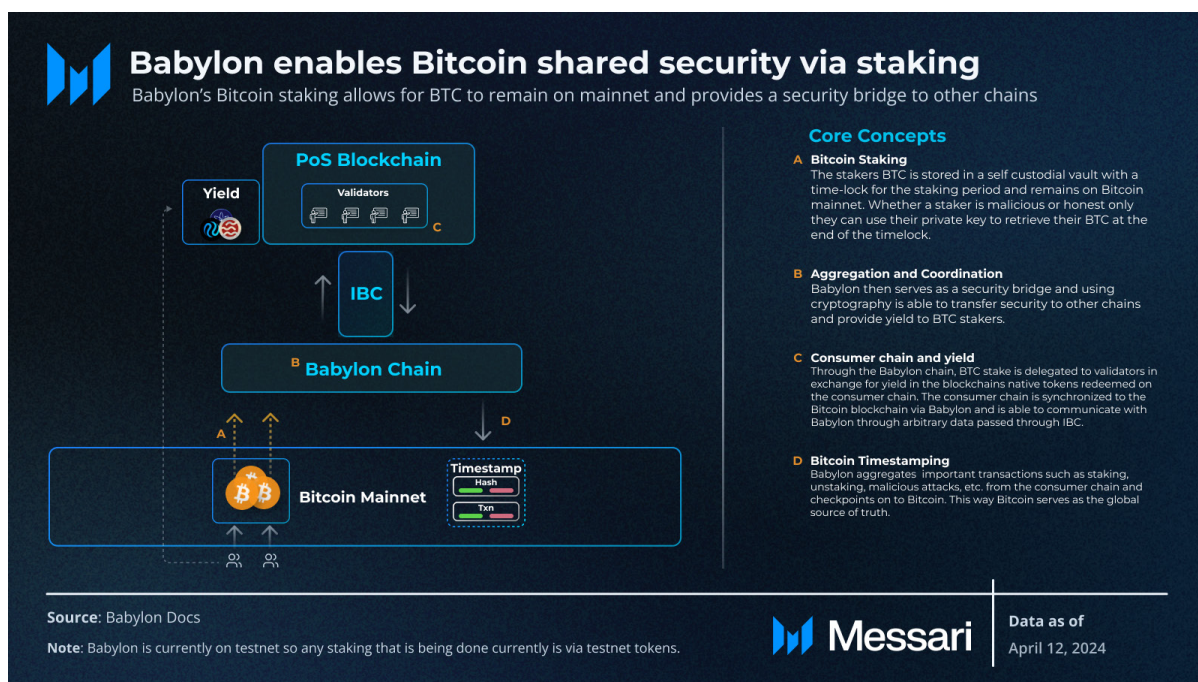 Babylon enables Bitcoin shared security via staking
Babylon's Bitcoin staking allows for BTC to remain on mainnet and provides a security bridge to other chains
PoS Blockchain
Yield
Validators
C
IBC
B
Babylon Chain
A
D
Bitcoin Mainnet
Timestamp
Hash
Txn
Core Concepts
A Bitcoin Staking
The stakers BTC is stored in a self custodial vault with a
time-lock for the staking period and remains on Bitcoin
mainnet. Whether a staker is malicious or honest only
they can use their private key to retrieve their BTC at the
end of the timelock.
B Aggregation and Coordination
Babylon then serves as a security bridge and using
cryptography is able to transfer security to other chains
and provide yield to BTC stakers.
C Consumer chain and yield
Through the Babylon chain, BTC stake is delegated to validators in
exchange for yield in the blockchains native tokens redeemed on
the consumer chain. The consumer chain is synchronized to the
Bitcoin blockchain via Babylon and is able to communicate with
Babylon through arbitrary data passed through IBC.
D Bitcoin Timestamping
Babylon aggregates important transactions such as staking,
unstaking, malicious attacks, etc. from the consumer chain and
checkpoints on to Bitcoin. This way Bitcoin serves as the global
source of truth.
Source: Babylon Docs
Note: Babylon is currently on testnet so any staking that is being done currently is via testnet tokens.
Messari
Data as of
April 12, 2024